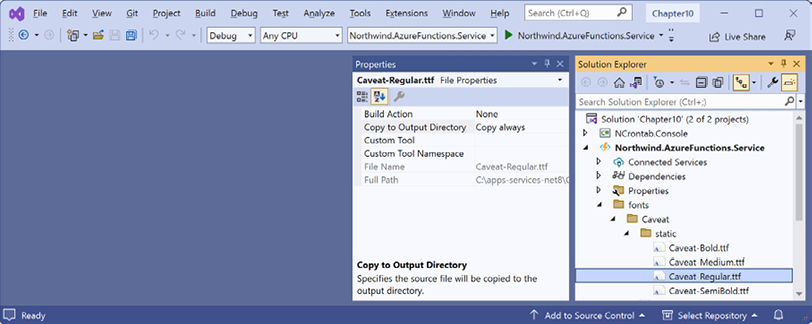 File Edit View Git Project Build Debug Test Analyze Tools Extensions Window Help Search (Ctrl+Q) Chapter10
Debug Any CPU Northwind.AzureFunctions.Service Northwind.AzureFunctions.Service Live Share
Properties
Caveat-Regular.ttf File Properties
Build Action None
Copy to Output Directory Copy always
Custom Tool
Custom Tool Namespace
File Name Caveat-Regular.ttf
Full Path C:\apps-services-net8\
Copy to Output Directory
Specifies the source file will be copied to the
output directory.
Solution Explorer
Search Solution Explorer (Ctrl+;)
Solution 'Chapter10' (2 of 2 projects)
NCrontab.Console
Northwind.AzureFunctions.Service
Connected Services
Dependencies
Properties
fonts
Caveat
static
Caveat-Bold.ttf
Caveat-Medium.ttf
Caveat-Regular.ttf
Caveat-SemiBold.ttf
Ready Add to Source Control Select Repository